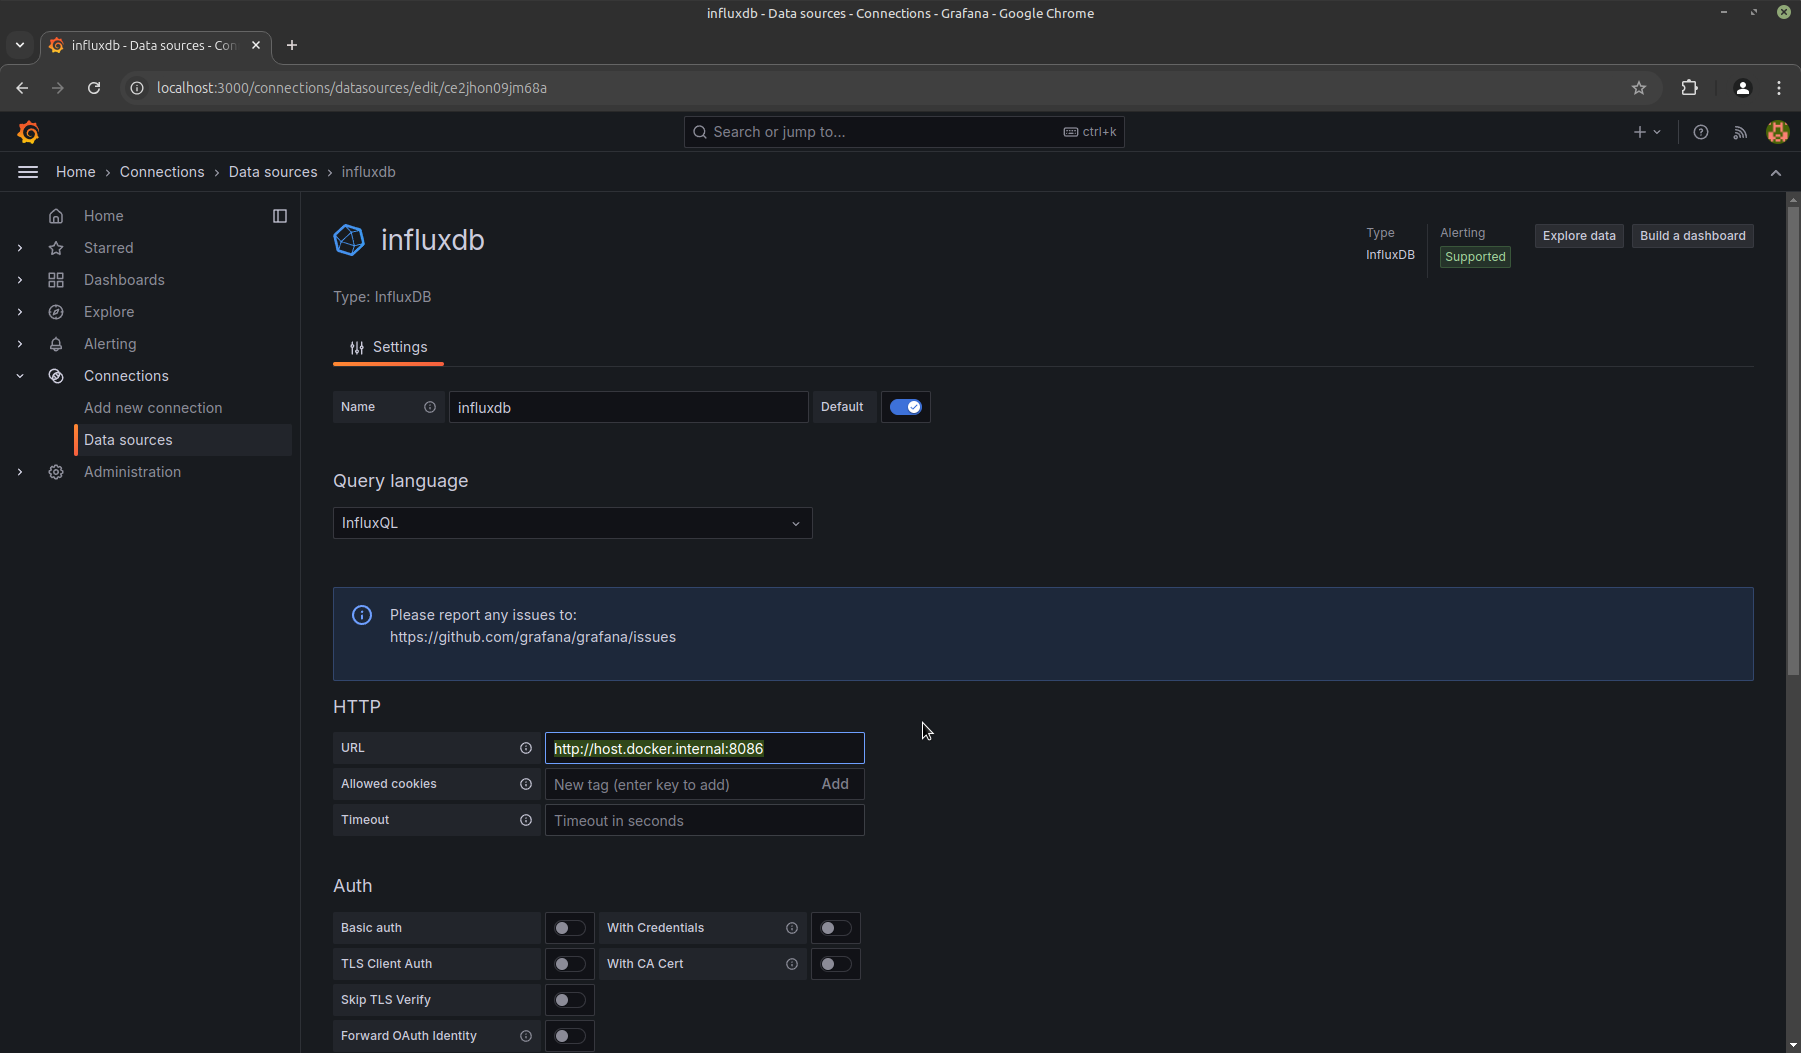 influxdb - Data sources - Connections - Grafana - Google Chrome
influxdb - Data sources - Con
localhost:3000/connections/datasources/edit/ce2jhon09jm68a
Search or jump to... ctrl+k
Home › Connections › Data sources › influxdb
Home
Starred
Dashboards
Explore
Alerting
Connections
Add new connection
Data sources
Administration
influxdb
Type
InfluxDB
Alerting
Supported
Explore data
Build a dashboard
Type: InfluxDB
Settings
Name influxdb Default
Query language
InfluxQL
Please report any issues to:
https://github.com/grafana/grafana/issues
HTTP
URL http://host.docker.internal:8086
Allowed cookies New tag (enter key to add) Add
Timeout Timeout in seconds
Auth
Basic auth With Credentials
TLS Client Auth With CA Cert
Skip TLS Verify
Forward OAuth Identity